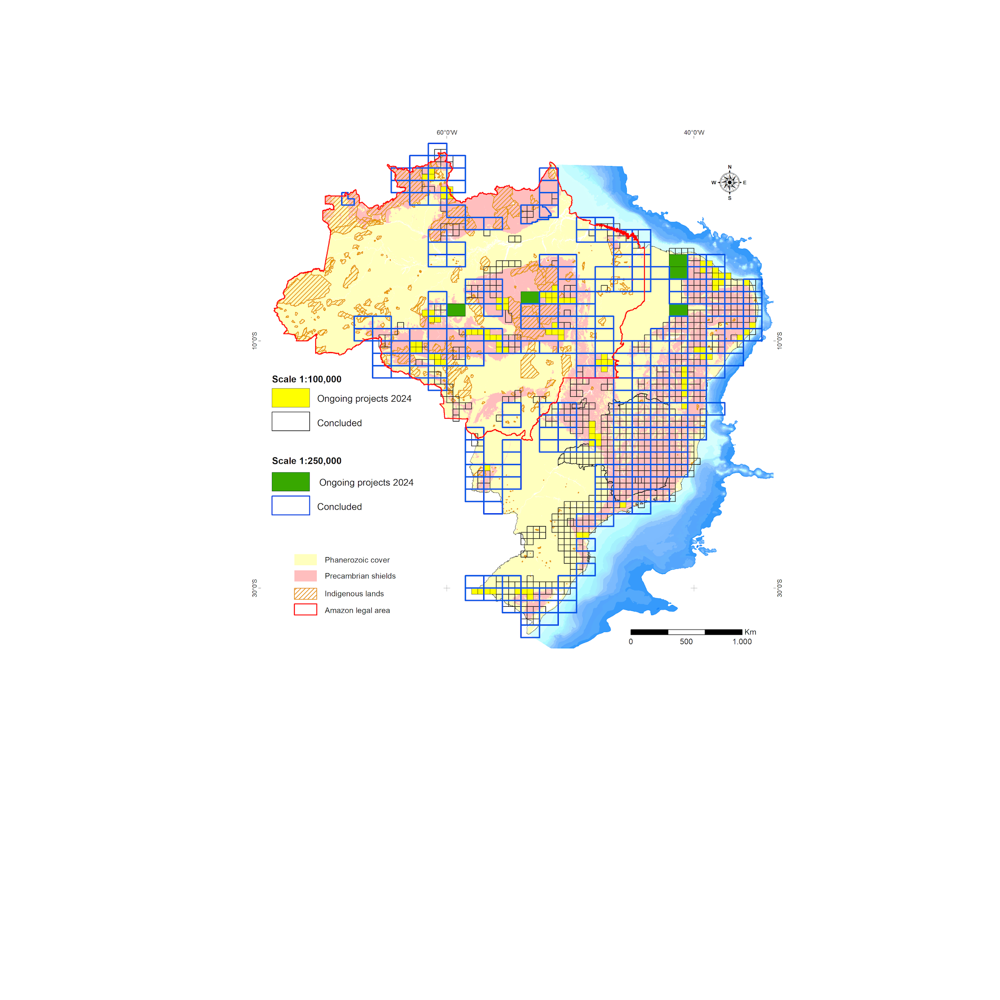 60°0'W
40°0'W
N
W
E
S
10°0'S
10°0'S
Scale 1:100,000
Ongoing projects 2024
Concluded
Scale 1:250,000
Ongoing projects 2024
Concluded
Phanerozoic cover
Precambrian shields
Indigenous lands
Amazon legal area
30°0'S
30°0'S
Km
0
500
1.000